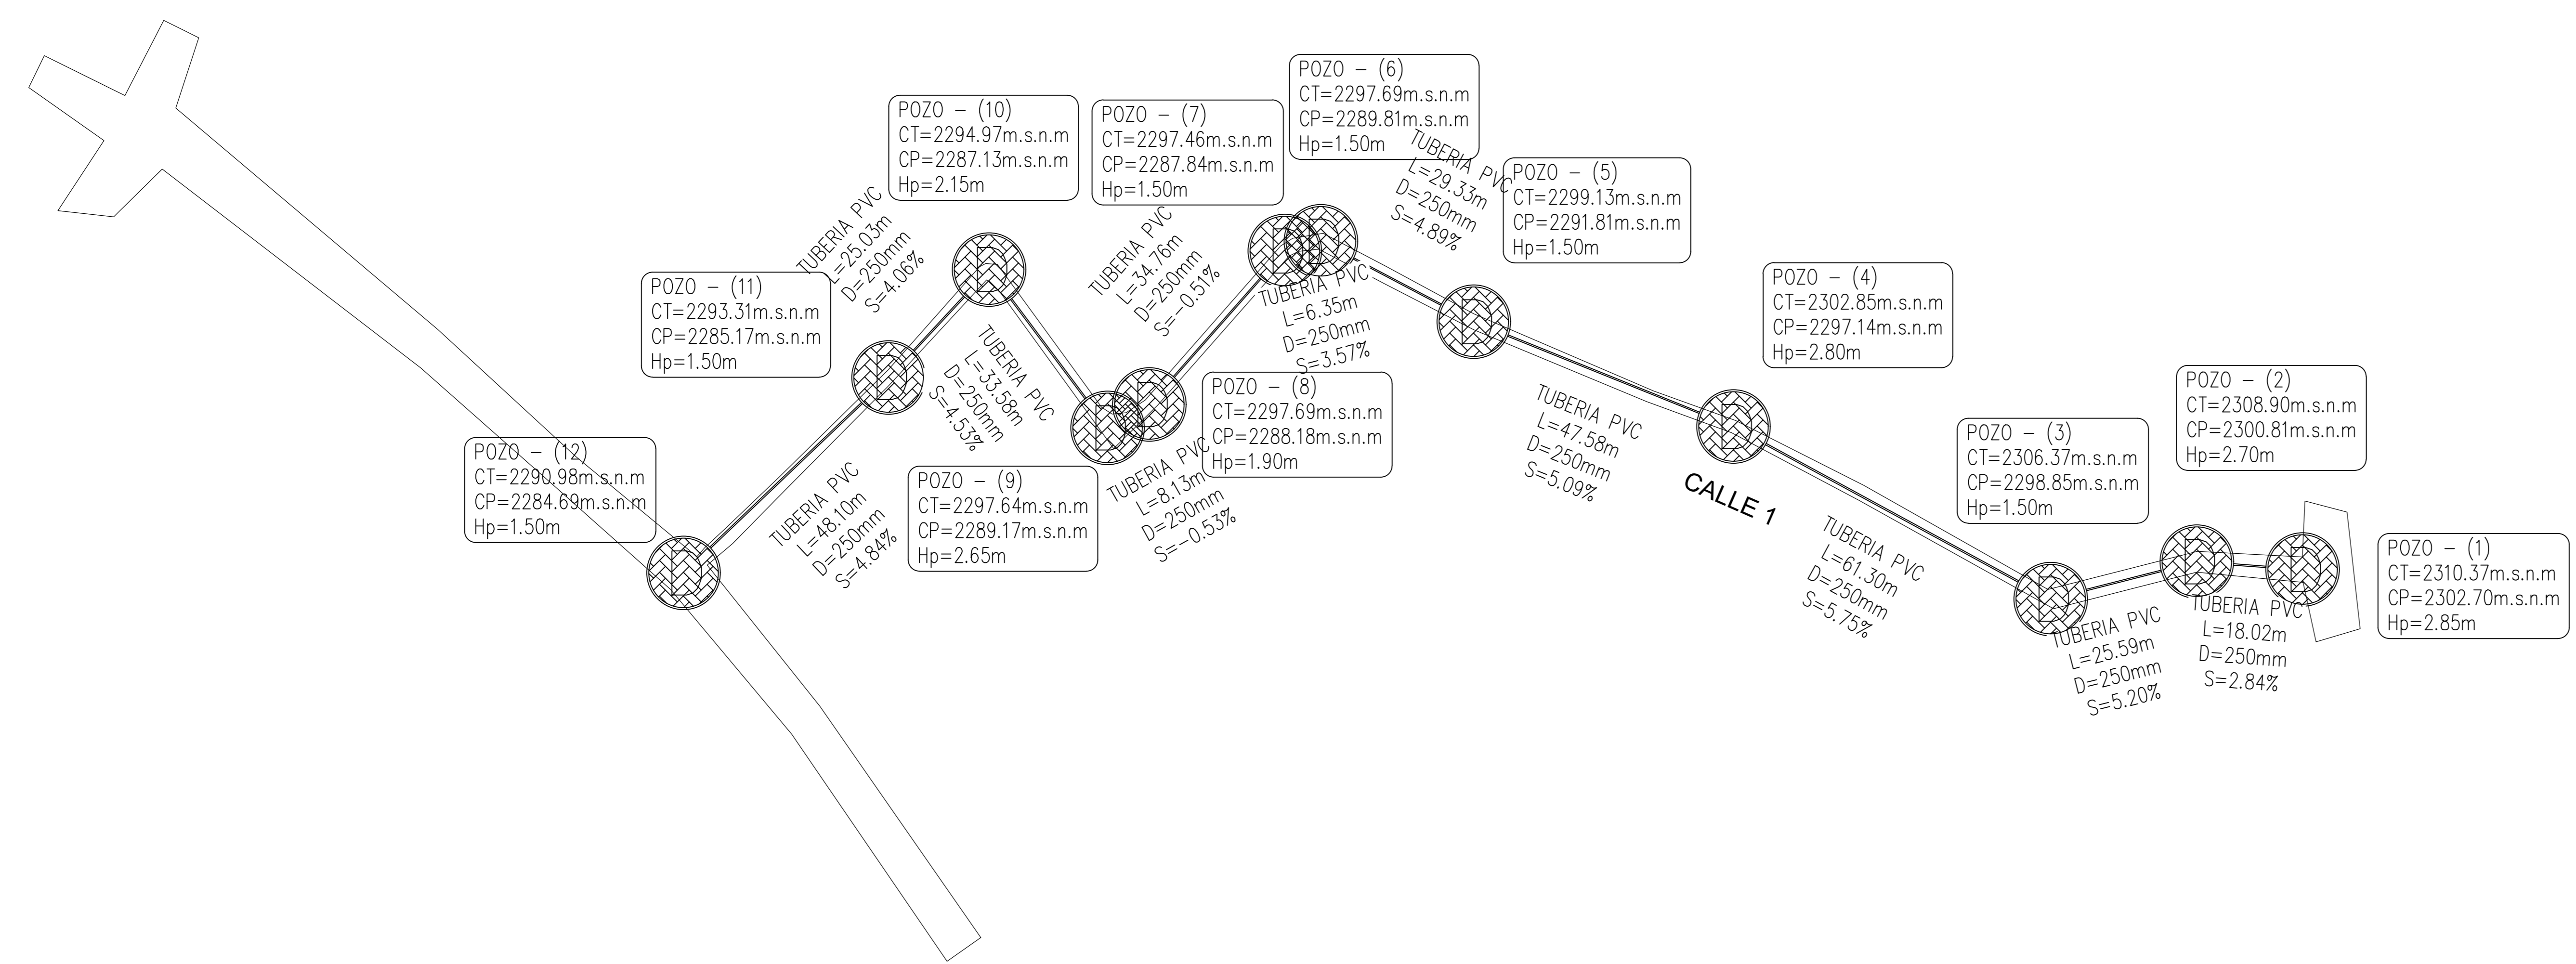 POZO - (6)
CT=2297.69m.s.n.m
CP=2289.81m.s.n.m
Hp=1.50m
POZO - (10)
CT=2294.97m.s.n.m
CP=2287.13m.s.n.m
Hp=2.15m
POZO - (7)
CT=2297.46m.s.n.m
CP=2287.84m.s.n.m
Hp=1.50m
TUBERIA PVC
L=29.33m
D=250mm
S=4.89%
POZO - (5)
CT=2299.13m.s.n.m
CP=2291.81m.s.n.m
Hp=1.50m
TUBERIA PVC
L=25.03m
D=250mm
S=4.06%
TUBERIA PVC
L=34.76m
D=250mm
S=-0.51%
TUBERIA PVC
L=6.35m
D=250mm
S=3.57%
POZO - (4)
CT=2302.85m.s.n.m
CP=2297.14m.s.n.m
Hp=2.80m
POZO - (11)
CT=2293.31m.s.n.m
CP=2285.17m.s.n.m
Hp=1.50m
TUBERIA PVC
L=33.58m
D=250mm
S=4.53%
POZO - (8)
CT=2297.69m.s.n.m
CP=2288.18m.s.n.m
Hp=1.90m
TUBERIA PVC
L=47.58m
D=250mm
S=5.09%
POZO - (2)
CT=2308.90m.s.n.m
CP=2300.81m.s.n.m
Hp=2.70m
POZO - (3)
CT=2306.37m.s.n.m
CP=2298.85m.s.n.m
Hp=1.50m
POZO - (12)
CT=2290.98m.s.n.m
CP=2284.69m.s.n.m
Hp=1.50m
TUBERIA PVC
L=48.10m
D=250mm
S=4.84%
POZO - (9)
CT=2297.64m.s.n.m
CP=2289.17m.s.n.m
Hp=2.65m
TUBERIA PVC
L=8.13m
D=250mm
S=-0.53%
CALLE 1
TUBERIA PVC
L=61.30m
D=250mm
S=5.75%
POZO - (1)
CT=2310.37m.s.n.m
CP=2302.70m.s.n.m
Hp=2.85m
TUBERIA PVC
L=25.59m
D=250mm
S=5.20%
TUBERIA PVC
L=18.02m
D=250mm
S=2.84%